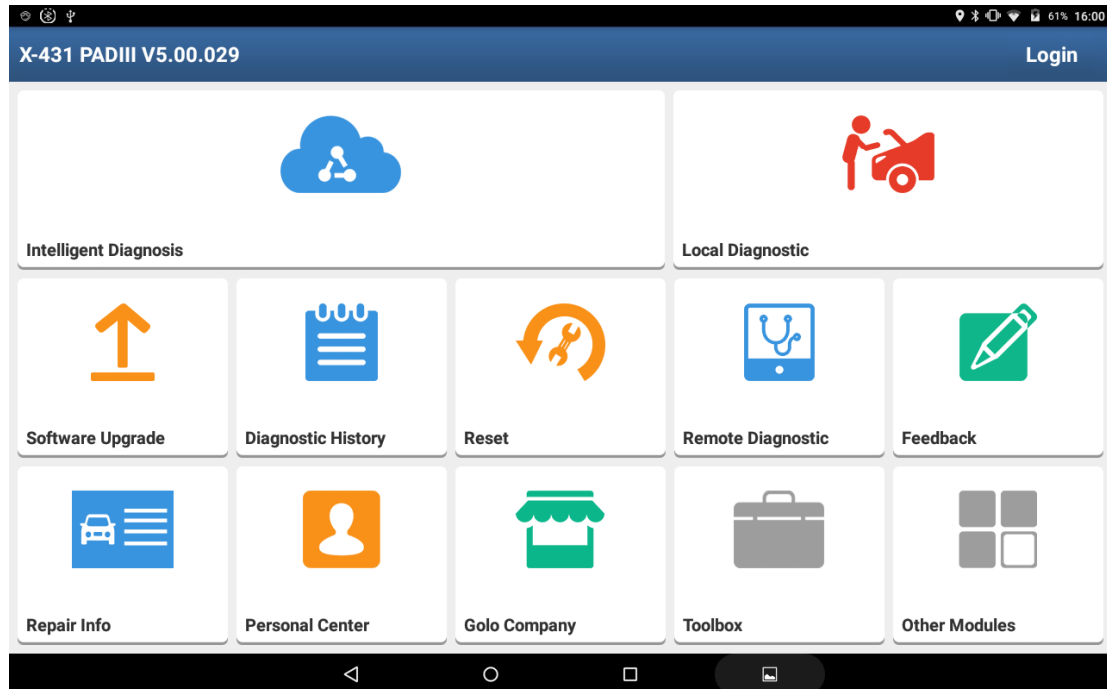 61% 16:00
X-431 PADIII V5.00.029 Login
Intelligent Diagnosis Local Diagnostic
Software Upgrade Diagnostic History Reset Remote Diagnostic Feedback
Repair Info Personal Center Golo Company Toolbox Other Modules